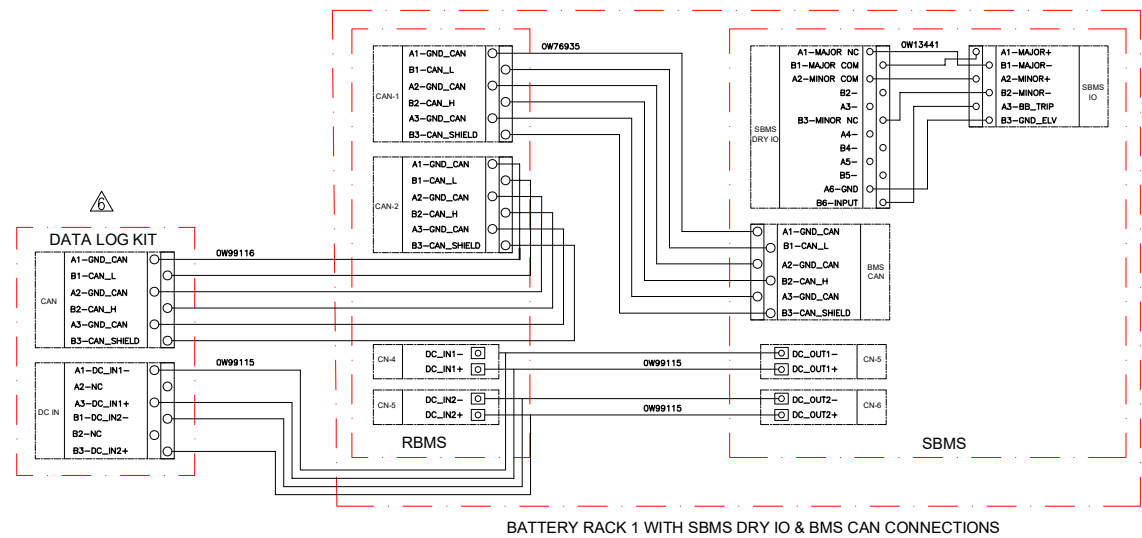 6
DATA LOG KIT
CAN
A1-GND_CAN
B1-CAN_L
A2-GND_CAN
B2-CAN_H
A3-GND_CAN
B3-CAN_SHIELD
0W99116
DC IN
A1-DC_IN1-
A2-NC
A3-DC_IN1+
B1-DC_IN2-
B2-NC
B3-DC_IN2+
0W99115
CAN-1
A1-GND_CAN
B1-CAN_L
A2-GND_CAN
B2-CAN_H
A3-GND_CAN
B3-CAN_SHIELD
0W76935
CAN-2
A1-GND_CAN
B1-CAN_L
A2-GND_CAN
B2-CAN_H
A3-GND_CAN
B3-CAN_SHIELD
CN-4
DC_IN1-
DC_IN1+
CN-5
DC_IN2-
DC_IN2+
RBMS
0W99115
0W99115
SBMS
DRY IO
A1-MAJOR NC
B1-MAJOR COM
A2-MINOR COM
B2-
A3-
B3-MINOR NC
A4-
B4-
A5-
B5-
A6-GND
B6-INPUT
0W13441
A1-MAJOR+
B1-MAJOR-
A2-MINOR+
B2-MINOR-
A3-BB_TRIP
B3-GND_ELV
SBMS
IO
A1-GND_CAN
B1-CAN_L
A2-GND_CAN
B2-CAN_H
A3-GND_CAN
B3-CAN_SHIELD
BMS
CAN
DC_OUT1-
DC_OUT1+
CN-5
DC_OUT2-
DC_OUT2+
CN-6
SBMS
BATTERY RACK 1 WITH SBMS DRY IO & BMS CAN CONNECTIONS